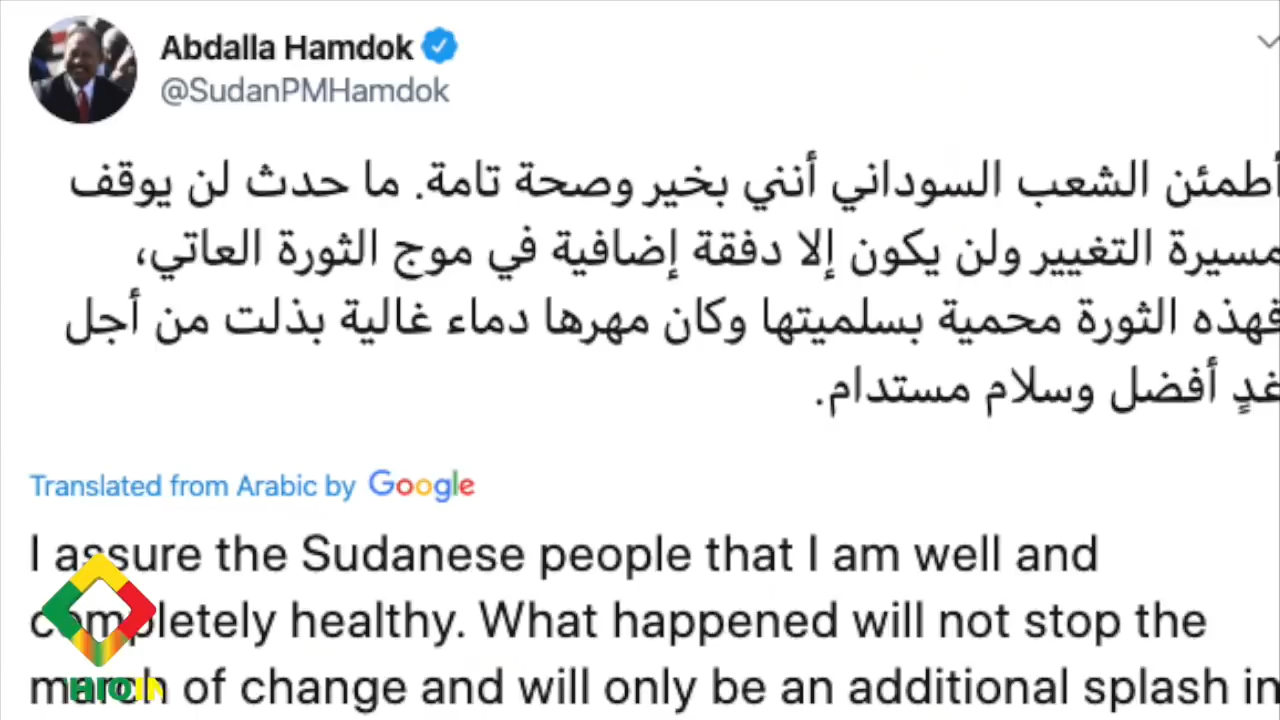 Abdalla Hamdok
@SudanPMHamdok
أطمئن الشعب السوداني أنني بخير وصحة تامة. ما حدث لن يوقف
مسيرة التغيير ولن يكون إلا دفقة إضافية في موج الثورة العاتي،
فهذه الثورة محمية بسلميتها وكان مهرها دماء غالية بذلت من أجل
غدٍ أفضل وسلام مستدام.
Translated from Arabic by Google
I assure the Sudanese people that I am well and
completely healthy. What happened will not stop the
march of change and will only be an additional splash in